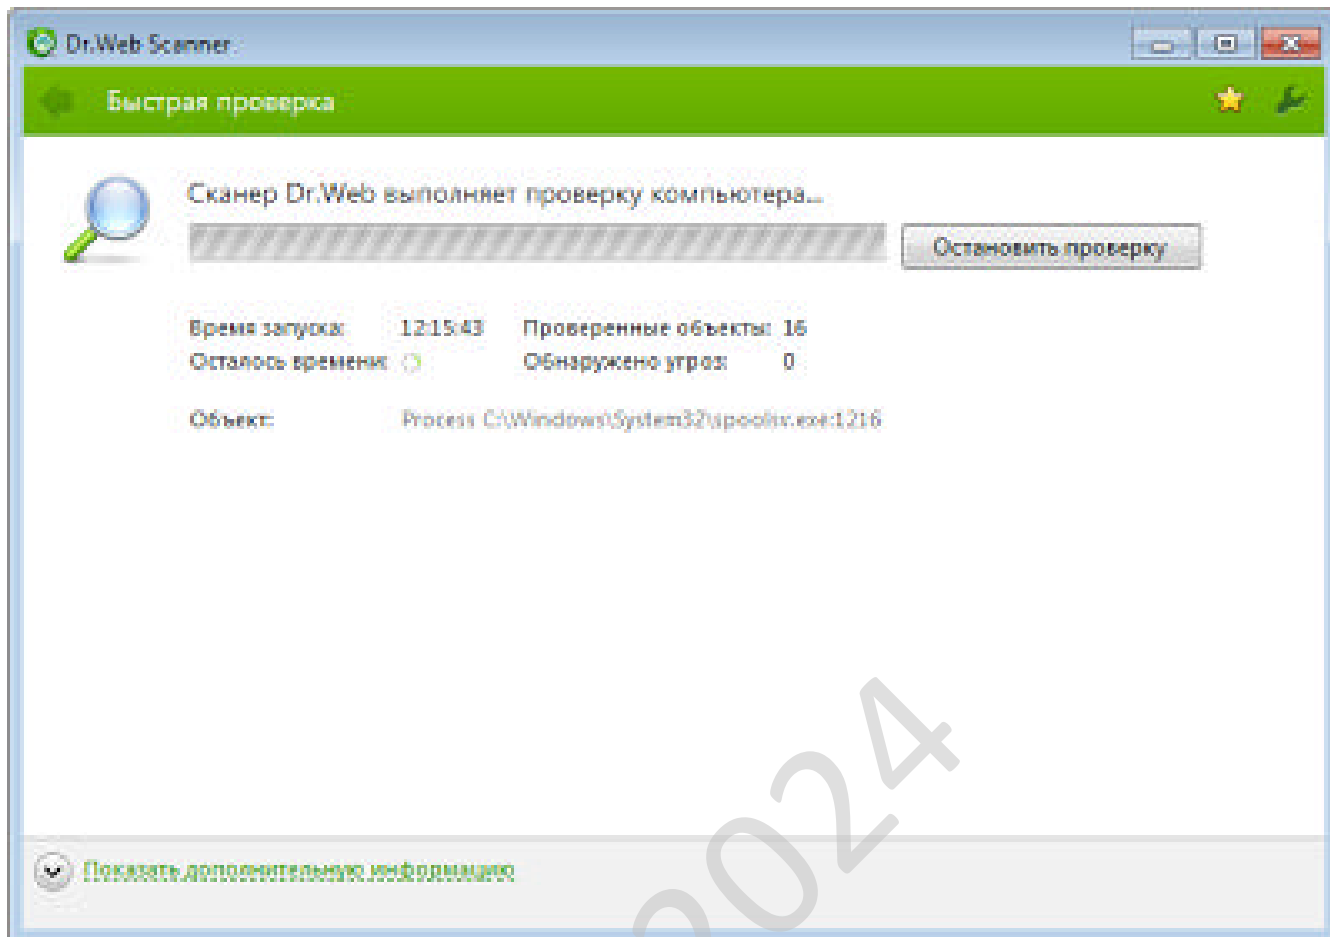 Dr.Web Scanner
Быстрая проверка
Сканер Dr.Web выполняет проверку компьютера...
Остановить проверку
Время запуска: 12:15:43 Проверенные объекты: 16
Осталось времени: Обнаружено угроз: 0
Объект: Process C:\Windows\System32\spoolsv.exe:1216
Показать дополнительную информацию
2024